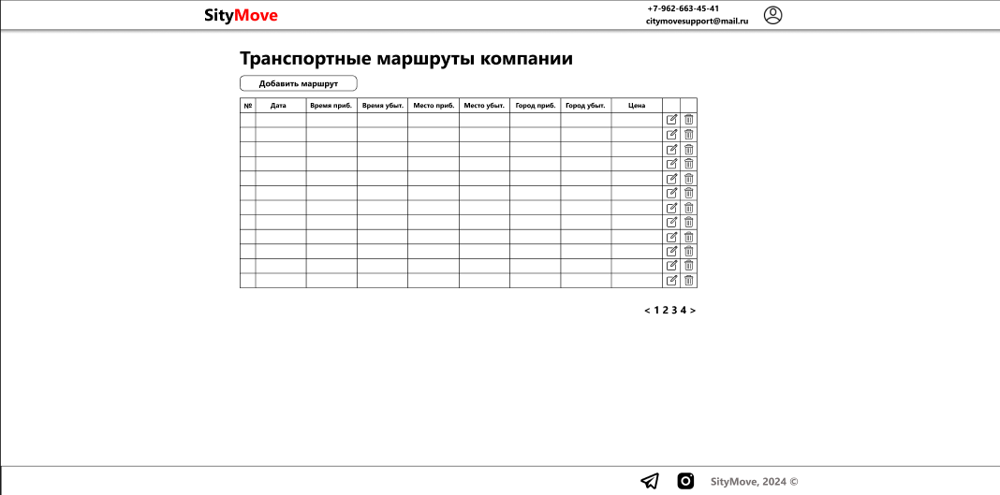 SityMove
+7-962-663-45-41
citymovesupport@mail.ru
Транспортные маршруты компании
Добавить маршрут
№ Дата Время приб. Время убыт. Место приб. Место убыт. Город приб. Город убыт. Цена
< 1 2 3 4 >
SityMove, 2024 ©